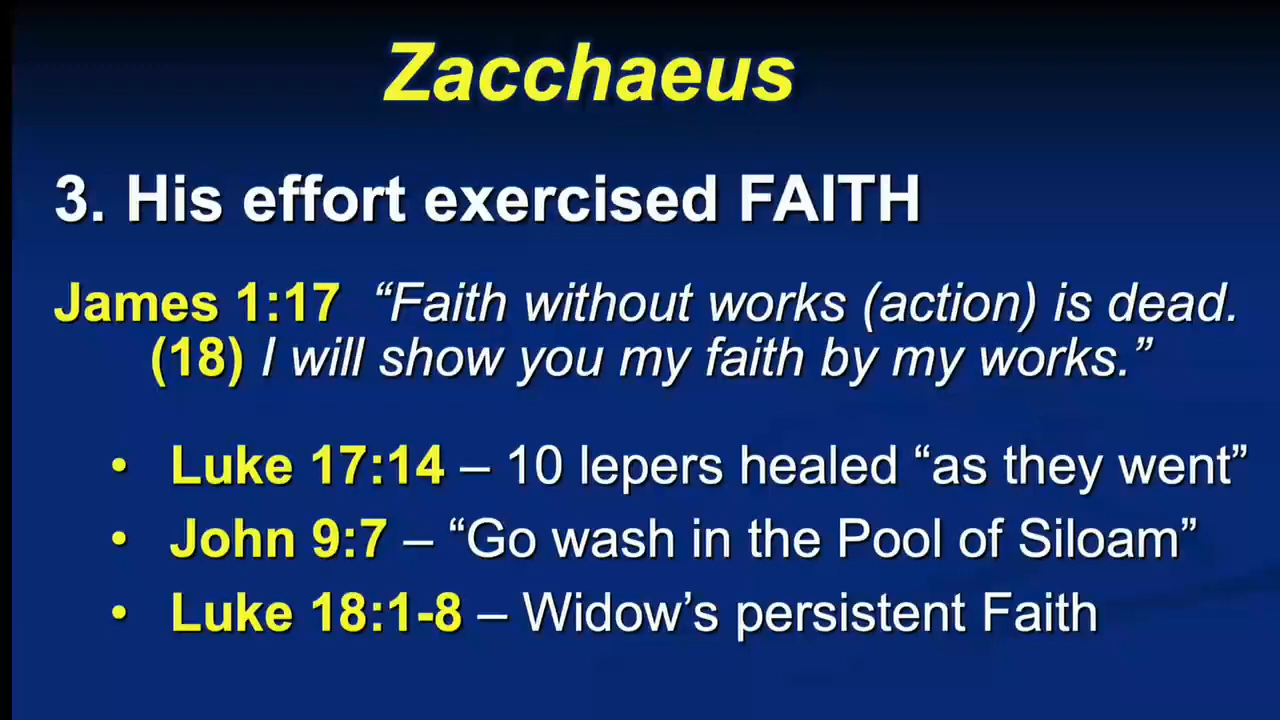 Zacchaeus
3. His effort exercised FAITH
James 1:17 “Faith without works (action) is dead.
(18) I will show you my faith by my works.”
• Luke 17:14 – 10 lepers healed “as they went”
• John 9:7 – “Go wash in the Pool of Siloam”
• Luke 18:1-8 – Widow’s persistent Faith